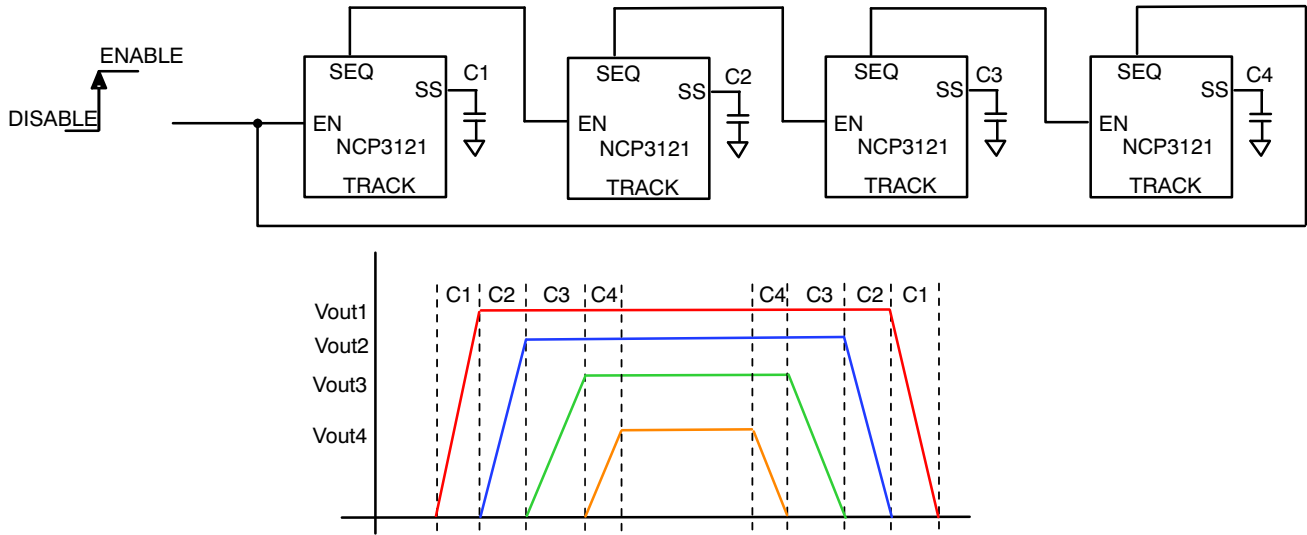 ENABLE
DISABLE
SEQ
C1
SS
EN
NCP3121
TRACK
SEQ
C2
SS
EN
NCP3121
TRACK
SEQ
C3
SS
EN
NCP3121
TRACK
SEQ
C4
SS
EN
NCP3121
TRACK
C1 C2 C3 C4 C4 C3 C2 C1
Vout1
Vout2
Vout3
Vout4